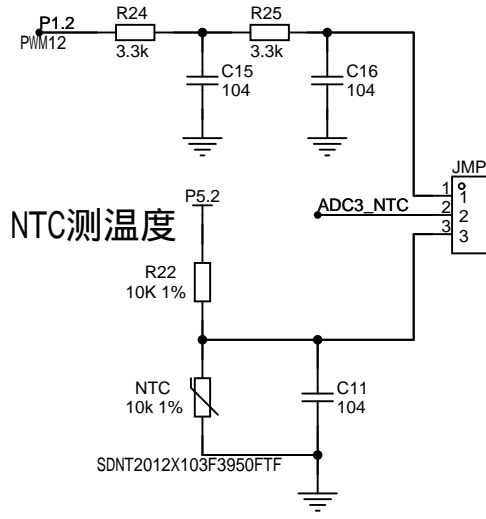 P1.2
PWM12
R24
3.3k
R25
3.3k
C15
104
C16
104
JMP
1
2
3
1
2
3
ADC3_NTC
P5.2
NTC测温度
R22
10K 1%
NTC
10k 1%
C11
104
SDNT2012X103F3950FTF